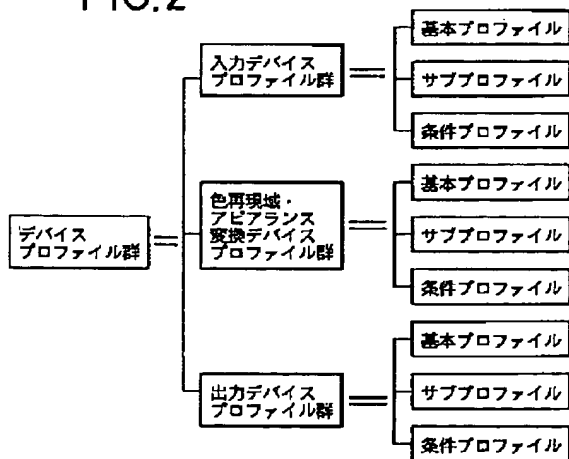 FIG.2
入力デバイス
プロファイル群
基本プロファイル
サブプロファイル
条件プロファイル
デバイス
プロファイル群
色再現域・
アピアランス
変換デバイス
プロファイル群
基本プロファイル
サブプロファイル
条件プロファイル
出力デバイス
プロファイル群
基本プロファイル
サブプロファイル
条件プロファイル